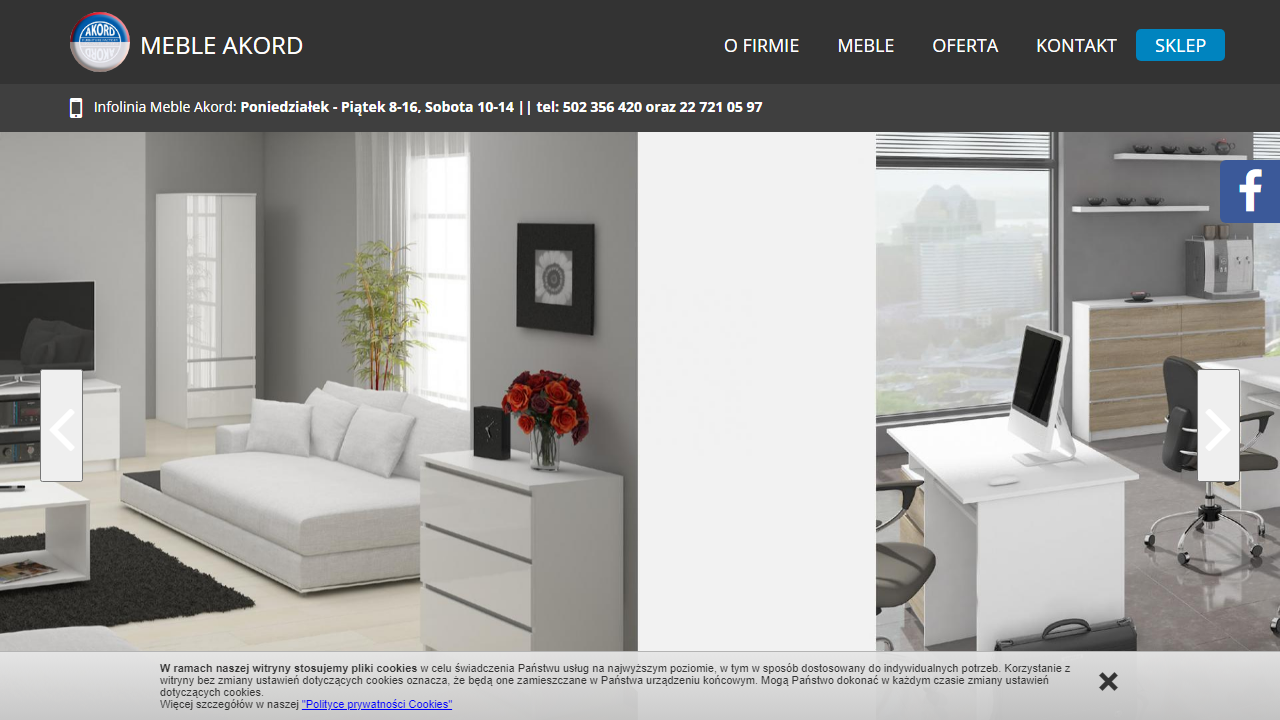 AKORD
MEBLE AKORD
O FIRMIE
MEBLE
OFERTA
KONTAKT
SKLEP
Infolinia Meble Akord: Poniedziałek - Piątek 8-16, Sobota 10-14 || tel: 502 356 420 oraz 22 721 05 97
W ramach naszej witryny stosujemy pliki cookies w celu świadczenia Państwu usług na najwyższym poziomie, w tym w sposób dostosowany do indywidualnych potrzeb. Korzystanie z
witryny bez zmiany ustawień dotyczących cookies oznacza, że będą one zamieszczane w Państwa urządzeniu końcowym. Mogą Państwo dokonać w każdym czasie zmiany ustawień
dotyczących cookies.
Więcej szczegółów w naszej "Polityce prywatności Cookies"